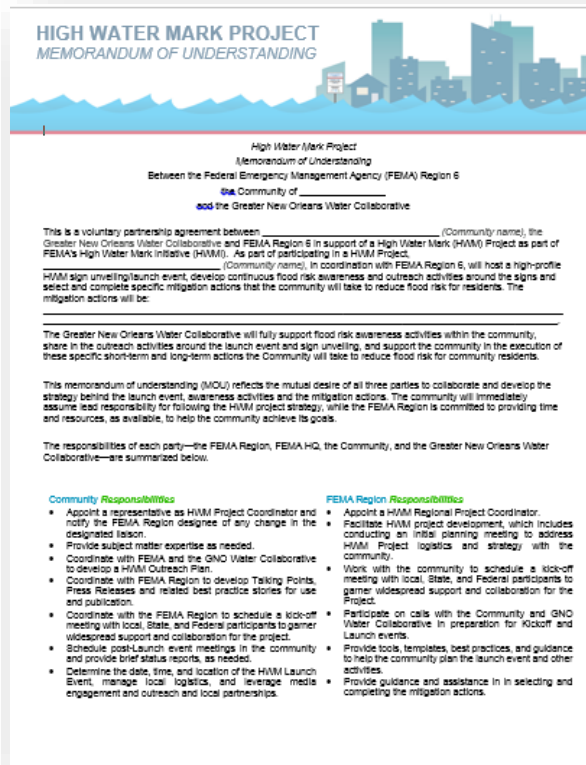 HIGH WATER MARK PROJECT
MEMORANDUM OF UNDERSTANDING
High Water Mark Project
Memorandum of Understanding
Between the Federal Emergency Management Agency (FEMA) Region 6
the Community of ________________
and the Greater New Orleans Water Collaborative
This is a voluntary partnership agreement between ________________________________ (Community name), the
Greater New Orleans Water Collaborative and FEMA Region 6 in support of a High Water Mark (HWM) Project as part of
FEMA's High Water Mark Initiative (HWMI). As part of participating in a HWM Project,
________________________________ (Community name), in coordination with FEMA Region 6, will host a high-profile
HWM sign unveiling/launch event, develop continuous flood risk awareness and outreach activities around the signs and
select and complete specific mitigation actions that the community will take to reduce flood risk for residents. The
mitigation actions will be:
The Greater New Orleans Water Collaborative will fully support flood risk awareness activities within the community,
share in the outreach activities around the launch event and sign unveiling, and support the community in the execution of
these specific short-term and long-term actions the Community will take to reduce flood risk for community residents.
This memorandum of understanding (MOU) reflects the mutual desire of all three parties to collaborate and develop the
strategy behind the launch event, awareness activities and the mitigation actions. The community will immediately
assume lead responsibility for following the HWM project strategy, while the FEMA Region is committed to providing time
and resources, as available, to help the community achieve its goals.
The responsibilities of each party—the FEMA Region, FEMA HQ, the Community, and the Greater New Orleans Water
Collaborative—are summarized below.
Community Responsibilities
• Appoint a representative as HWM Project Coordinator and
notify the FEMA Region designee of any change in the
designated liaison.
• Provide subject matter expertise as needed.
• Coordinate with FEMA and the GNO Water Collaborative
to develop a HWM Outreach Plan.
• Coordinate with FEMA Region to develop Talking Points,
Press Releases and related best practice stories for use
and publication.
• Coordinate with the FEMA Region to schedule a kick-off
meeting with local, State, and Federal participants to garner
widespread support and collaboration for the project.
• Schedule post-Launch event meetings in the community
and provide brief status reports, as needed.
• Determine the date, time, and location of the HWM Launch
Event, manage local logistics, and leverage media
engagement and outreach and local partnerships.
FEMA Region Responsibilities
• Appoint a HWM Regional Project Coordinator.
• Facilitate HWM project development, which includes
conducting an initial planning meeting to address
HWM Project logistics and strategy with the
community.
• Work with the community to schedule a kick-off
meeting with local, State, and Federal participants to
garner widespread support and collaboration for the
Project.
• Participate on calls with the Community and GNO
Water Collaborative in preparation for Kickoff and
Launch events.
• Provide tools, templates, best practices, and guidance
to help the community plan the launch event and other
activities.
• Provide guidance and assistance in in selecting and
completing the mitigation actions.